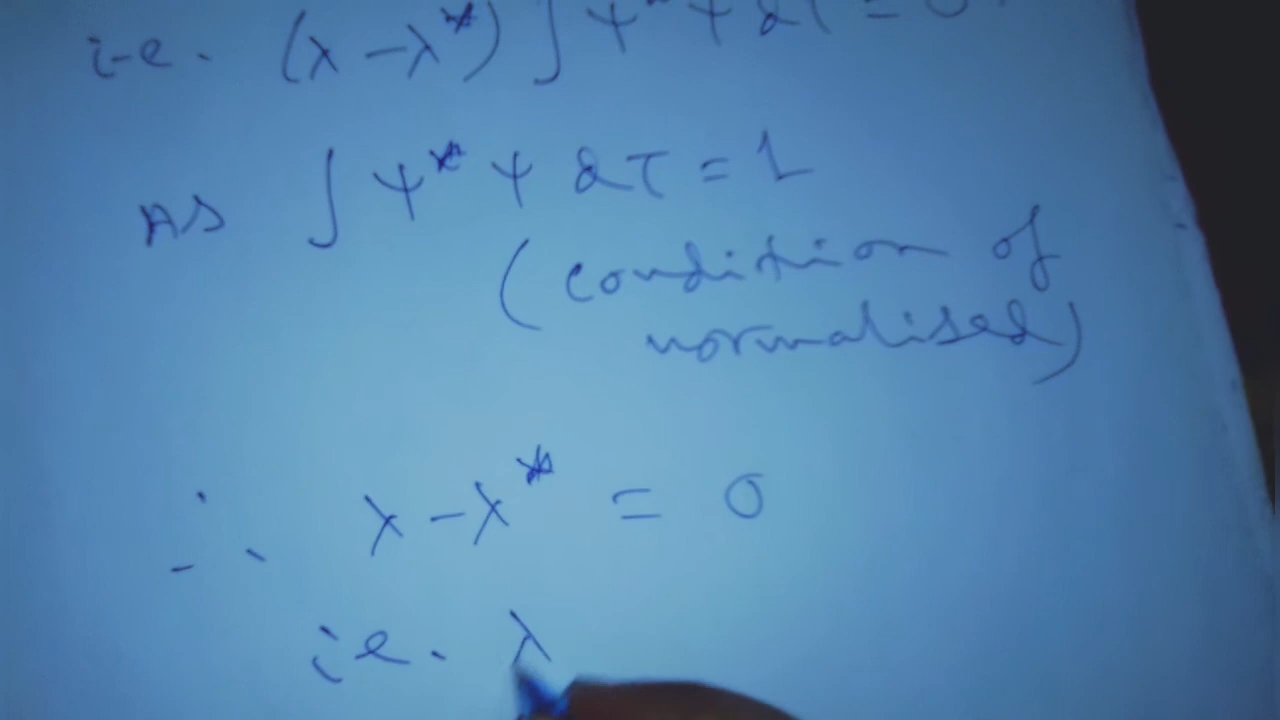 i.e. (λ - λ*) ∫ ψ* ψ dτ = 0
As ∫ ψ* ψ dτ = 1
(condition of
normalised)
∴ λ - λ* = 0
i.e. λ